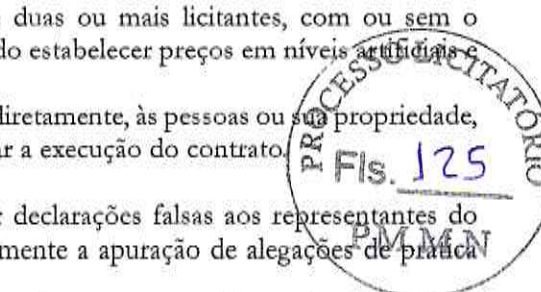 duas ou mais licitantes, com ou sem o
do estabelecer preços em níveis artificiais e
diretamente, às pessoas ou sua propriedade,
ar a execução do contrato.
declarações falsas aos representantes do
mente a apuração de alegações de prática
PROCESSO LICITATÓRIO
Fls. 125
PMMN